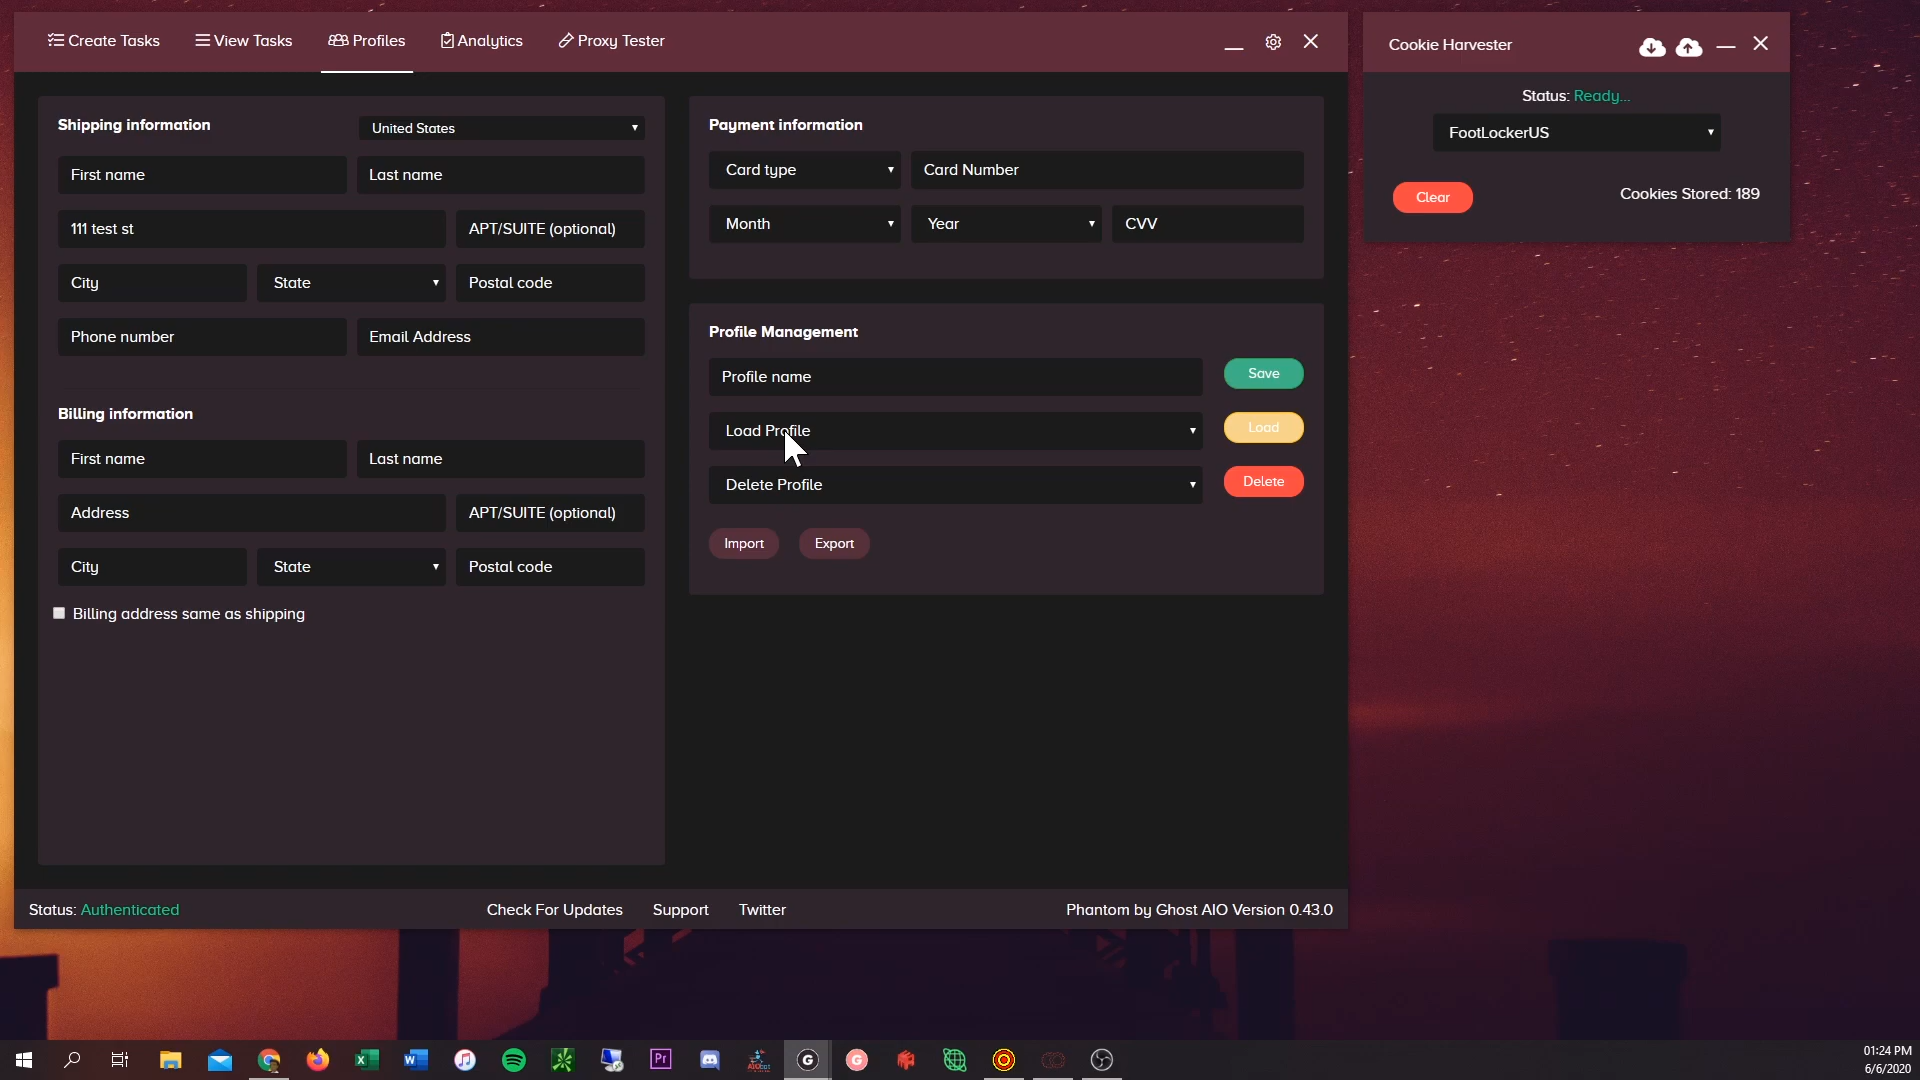 Create Tasks View Tasks Profiles Analytics Proxy Tester
Shipping information United States
First name Last name
111 test st APT/SUITE (optional)
City State Postal code
Phone number Email Address
Billing information
First name Last name
Address APT/SUITE (optional)
City State Postal code
Billing address same as shipping
Payment information
Card type Card Number
Month Year CVV
Profile Management
Profile name Save
Load Profile Load
Delete Profile Delete
Import Export
Status: Authenticated Check For Updates Support Twitter Phantom by Ghost AIO Version 0.43.0
Cookie Harvester
Status: Ready...
FootLockerUS
Clear Cookies Stored: 189
01:24 PM
6/6/2020